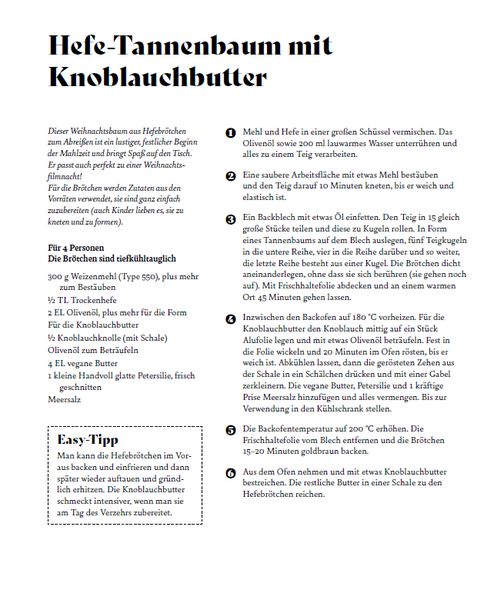 Hefe-Tannenbaum mit
Knoblauchbutter
Dieser Weihnachtsbaum aus Hefebrötchen
zum Abreißen ist ein lustiger, festlicher Beginn
der Mahlzeit und bringt Spaß auf den Tisch.
Er passt auch perfekt zu einer Weihnachts-
filmnacht!
Für die Brötchen werden Zutaten aus den
Vorräten verwendet, sie sind ganz einfach
zuzubereiten (auch Kinder lieben es, sie zu
kneten und zu formen).
Für 4 Personen
Die Brötchen sind tiefkühltauglich
300 g Weizenmehl (Type 550), plus mehr
zum Bestäuben
½ TL Trockenhefe
2 EL Olivenöl, plus mehr für die Form
Für die Knoblauchbutter
½ Knoblauchknolle (mit Schale)
Olivenöl zum Beträufeln
4 EL vegane Butter
1 kleine Handvoll glatte Petersilie, frisch
geschnitten
Meersalz
Easy-Tipp
Man kann die Hefebrötchen im Vor-
aus backen und einfrieren und dann
später wieder auftauen und gründ-
lich erhitzen. Die Knoblauchbutter
schmeckt intensiver, wenn man sie
am Tag des Verzehrs zubereitet.
1 Mehl und Hefe in einer großen Schüssel vermischen. Das
Olivenöl sowie 200 ml lauwarmes Wasser unterrühren und
alles zu einem Teig verarbeiten.
2 Eine saubere Arbeitsfläche mit etwas Mehl bestäuben
und den Teig darauf 10 Minuten kneten, bis er weich und
elastisch ist.
3 Ein Backblech mit etwas Öl einfetten. Den Teig in 15 gleich
große Stücke teilen und diese zu Kugeln rollen. In Form
eines Tannenbaums auf dem Blech auslegen, fünf Teigkugeln
in die untere Reihe, vier in die Reihe darüber und so weiter,
die letzte Reihe besteht aus einer Kugel. Die Brötchen dicht
aneinanderlegen, ohne dass sie sich berühren (sie gehen noch
auf). Mit Frischhaltefolie abdecken und an einem warmen
Ort 45 Minuten gehen lassen.
4 Inzwischen den Backofen auf 180 °C vorheizen. Für die
Knoblauchbutter den Knoblauch mittig auf ein Stück
Alufolie legen und mit etwas Olivenöl beträufeln. Fest in
die Folie wickeln und 20 Minuten im Ofen rösten, bis er
weich ist. Abkühlen lassen, dann die gerösteten Zehen aus
der Schale in ein Schälchen drücken und mit einer Gabel
zerkleinern. Die vegane Butter, Petersilie und 1 kräftige
Prise Meersalz hinzufügen und alles vermengen. Bis zur
Verwendung in den Kühlschrank stellen.
5 Die Backofentemperatur auf 200 °C erhöhen. Die
Frischhaltefolie vom Blech entfernen und die Brötchen
15–20 Minuten goldbraun backen.
6 Aus dem Ofen nehmen und mit etwas Knoblauchbutter
bestreichen. Die restliche Butter in einer Schale zu den
Hefebrötchen reichen.